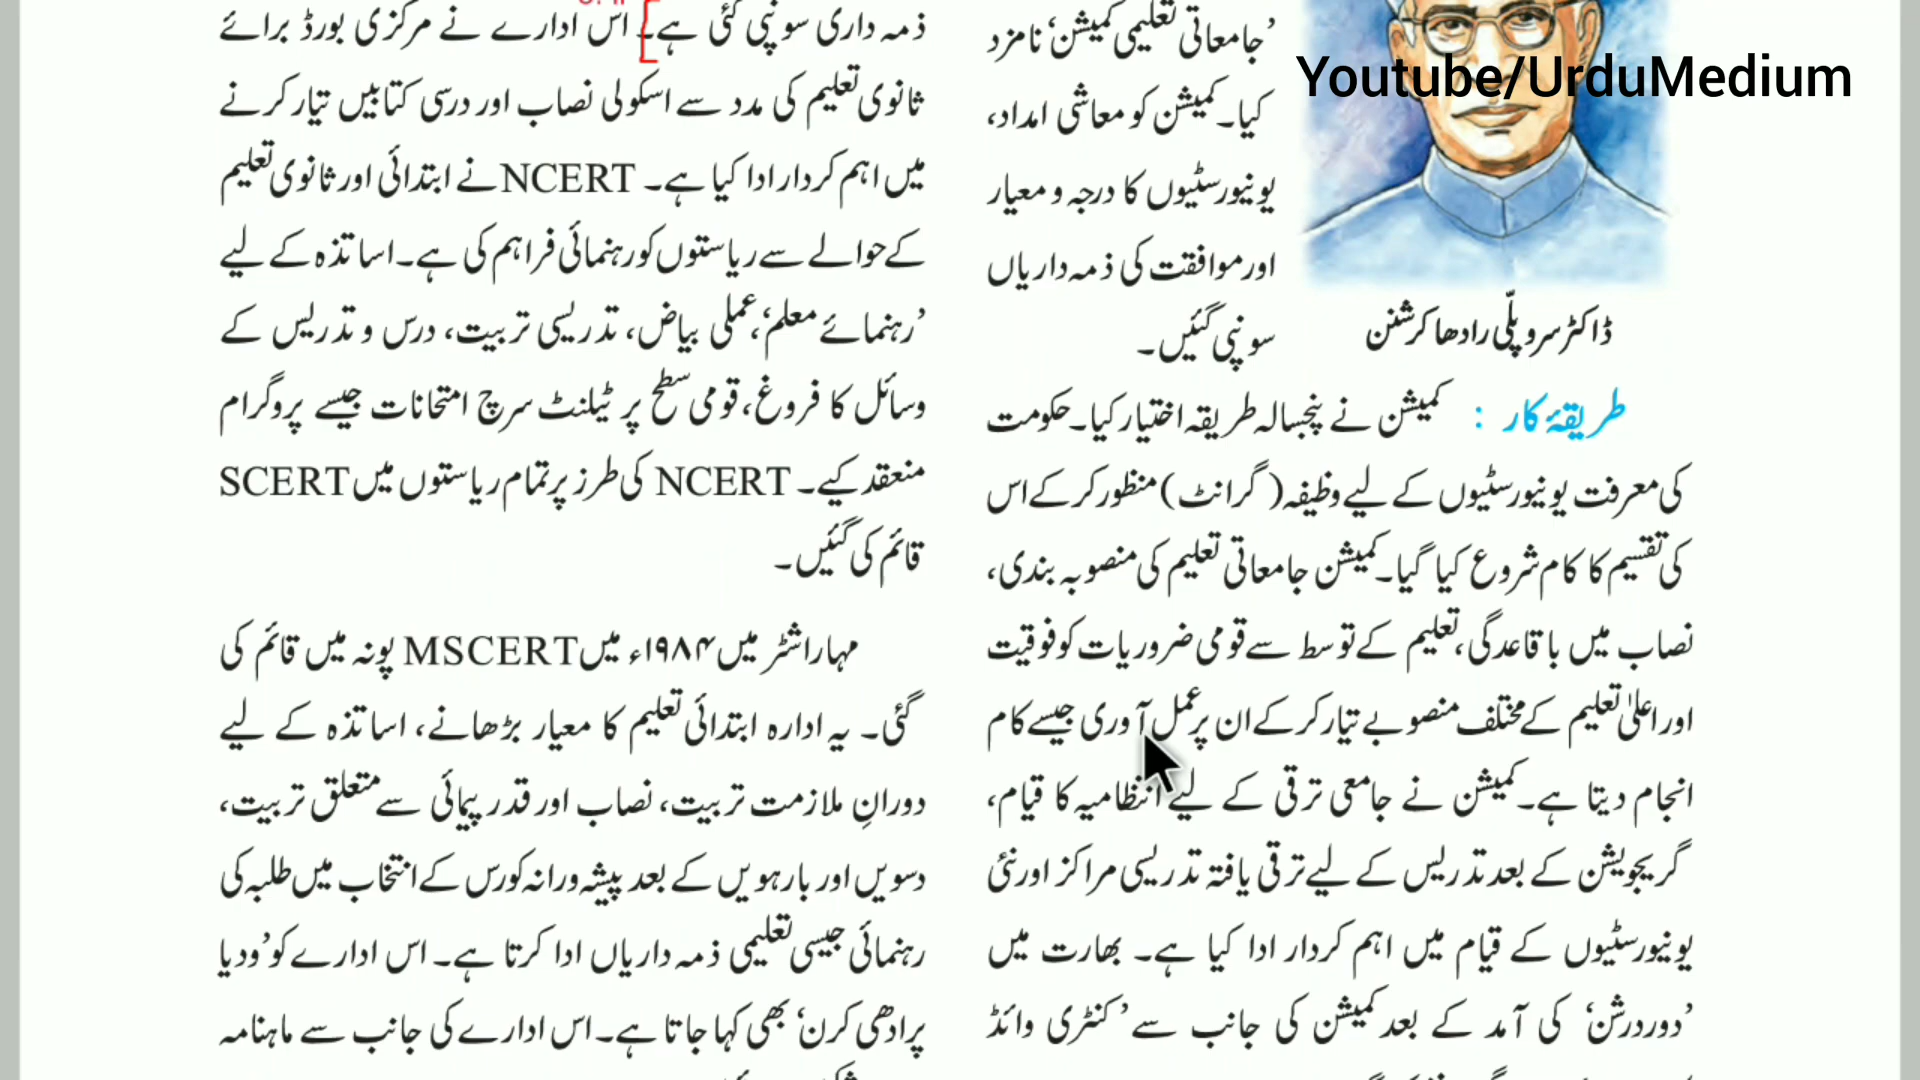 Youtube/UrduMedium
’جامعاتی تعلیمی کمیشن‘ نامزد
کیا۔ کمیشن کو معاشی امداد،
یونیورسٹیوں کا درجہ و معیار
اور موافقت کی ذمہ داریاں
سونپی گئیں۔
ڈاکٹر سروپلّی رادھا کرشنن
طریقۂ کار : کمیشن نے پنجسالہ طریقہ اختیار کیا۔ حکومت
کی معرفت یونیورسٹیوں کے لیے وظیفہ (گرانٹ) منظور کر کے اس
کی تقسیم کا کام شروع کیا گیا۔ کمیشن جامعاتی تعلیم کی منصوبہ بندی،
نصاب میں باقاعدگی، تعلیم کے توسط سے قومی ضروریات کو فوقیت
اور اعلیٰ تعلیم کے مختلف منصوبے تیار کر کے ان پر عمل آوری جیسے کام
انجام دیتا ہے۔ کمیشن نے جامعی ترقی کے لیے انتظامیہ کا قیام،
گریجویشن کے بعد تدریس کے لیے ترقی یافتہ تدریسی مراکز اور نئی
یونیورسٹیوں کے قیام میں اہم کردار ادا کیا ہے۔ بھارت میں
’دوردرشن‘ کی آمد کے بعد کمیشن کی جانب سے ’کنٹری وائڈ
ذمہ داری سونپی گئی ہے۔ اس ادارے نے مرکزی بورڈ برائے
ثانوی تعلیم کی مدد سے اسکولی نصاب اور درسی کتابیں تیار کرنے
میں اہم کردار ادا کیا ہے۔ NCERT نے ابتدائی اور ثانوی تعلیم
کے حوالے سے ریاستوں کو رہنمائی فراہم کی ہے۔ اساتذہ کے لیے
’رہنمائے معلم‘، عملی بیاض، تدریسی تربیت، درس و تدریس کے
وسائل کا فروغ، قومی سطح پر ٹیلنٹ سرچ امتحانات جیسے پروگرام
منعقد کیے۔ NCERT کی طرز پر تمام ریاستوں میں SCERT
قائم کی گئیں۔
مہاراشٹر میں ۱۹۸۴ء میں MSCERT پونہ میں قائم کی
گئی۔ یہ ادارہ ابتدائی تعلیم کا معیار بڑھانے، اساتذہ کے لیے
دورانِ ملازمت تربیت، نصاب اور قدر پیمائی سے متعلق تربیت،
دسویں اور بارہویں کے بعد پیشہ ورانہ کورس کے انتخاب میں طلبہ کی
رہنمائی جیسی تعلیمی ذمہ داریاں ادا کرتا ہے۔ اس ادارے کو ’ودیا
پرادھی کرن‘ بھی کہا جاتا ہے۔ اس ادارے کی جانب سے ماہنامہ